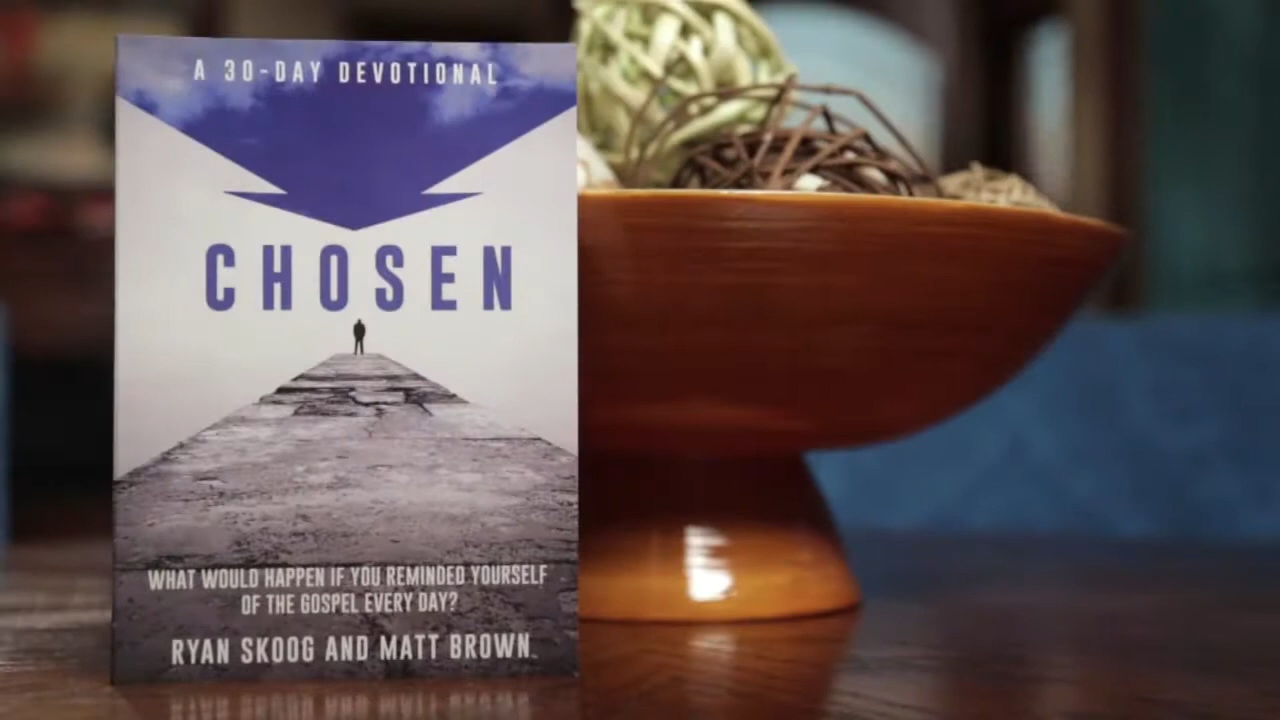 A 30-DAY DEVOTIONAL
CHOSEN
WHAT WOULD HAPPEN IF YOU REMINDED YOURSELF
OF THE GOSPEL EVERY DAY?
RYAN SKOOG AND MATT BROWN